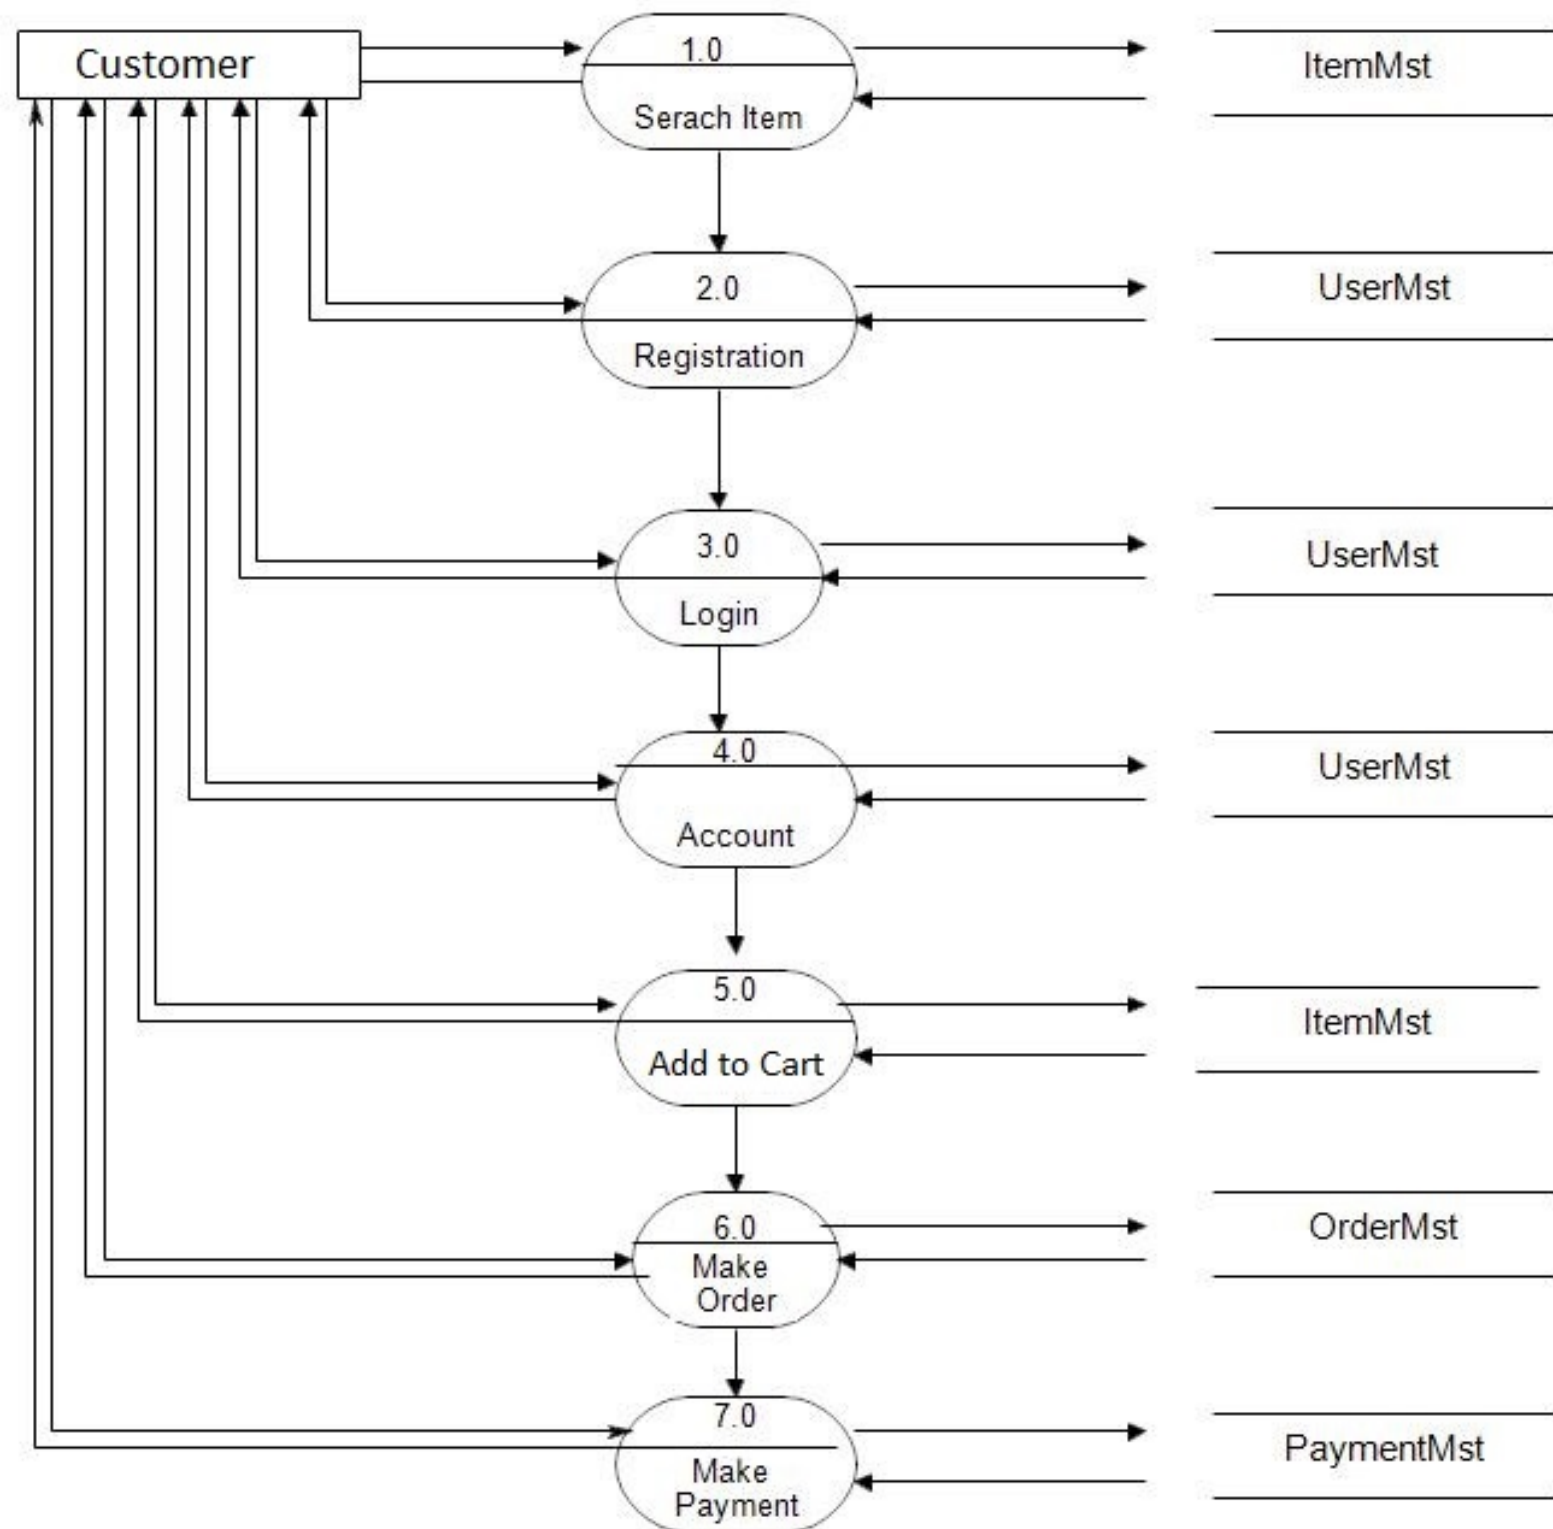 Customer
1.0
Serach Item
ItemMst
2.0
Registration
UserMst
3.0
Login
UserMst
4.0
Account
UserMst
5.0
Add to Cart
ItemMst
6.0
Make
Order
OrderMst
7.0
Make
Payment
PaymentMst